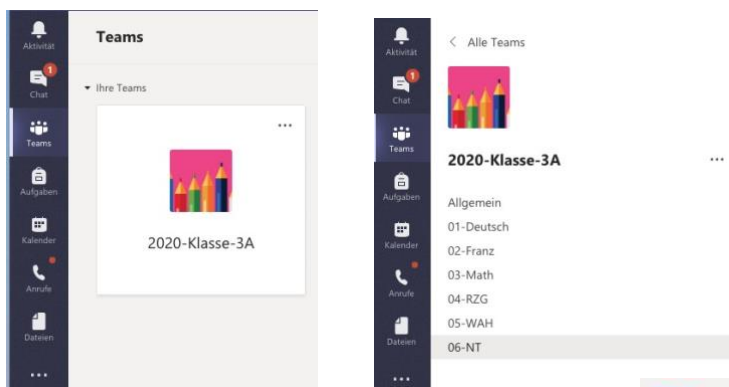 Aktivität
1
Chat
Teams
Aufgaben
Kalender
Anrufe
Dateien
...
Teams
Ihre Teams
...
2020-Klasse-3A
Aktivität
1
Chat
Teams
Aufgaben
Kalender
Anrufe
Dateien
...
< Alle Teams
2020-Klasse-3A
...
Allgemein
01-Deutsch
02-Franz
03-Math
04-RZG
05-WAH
06-NT